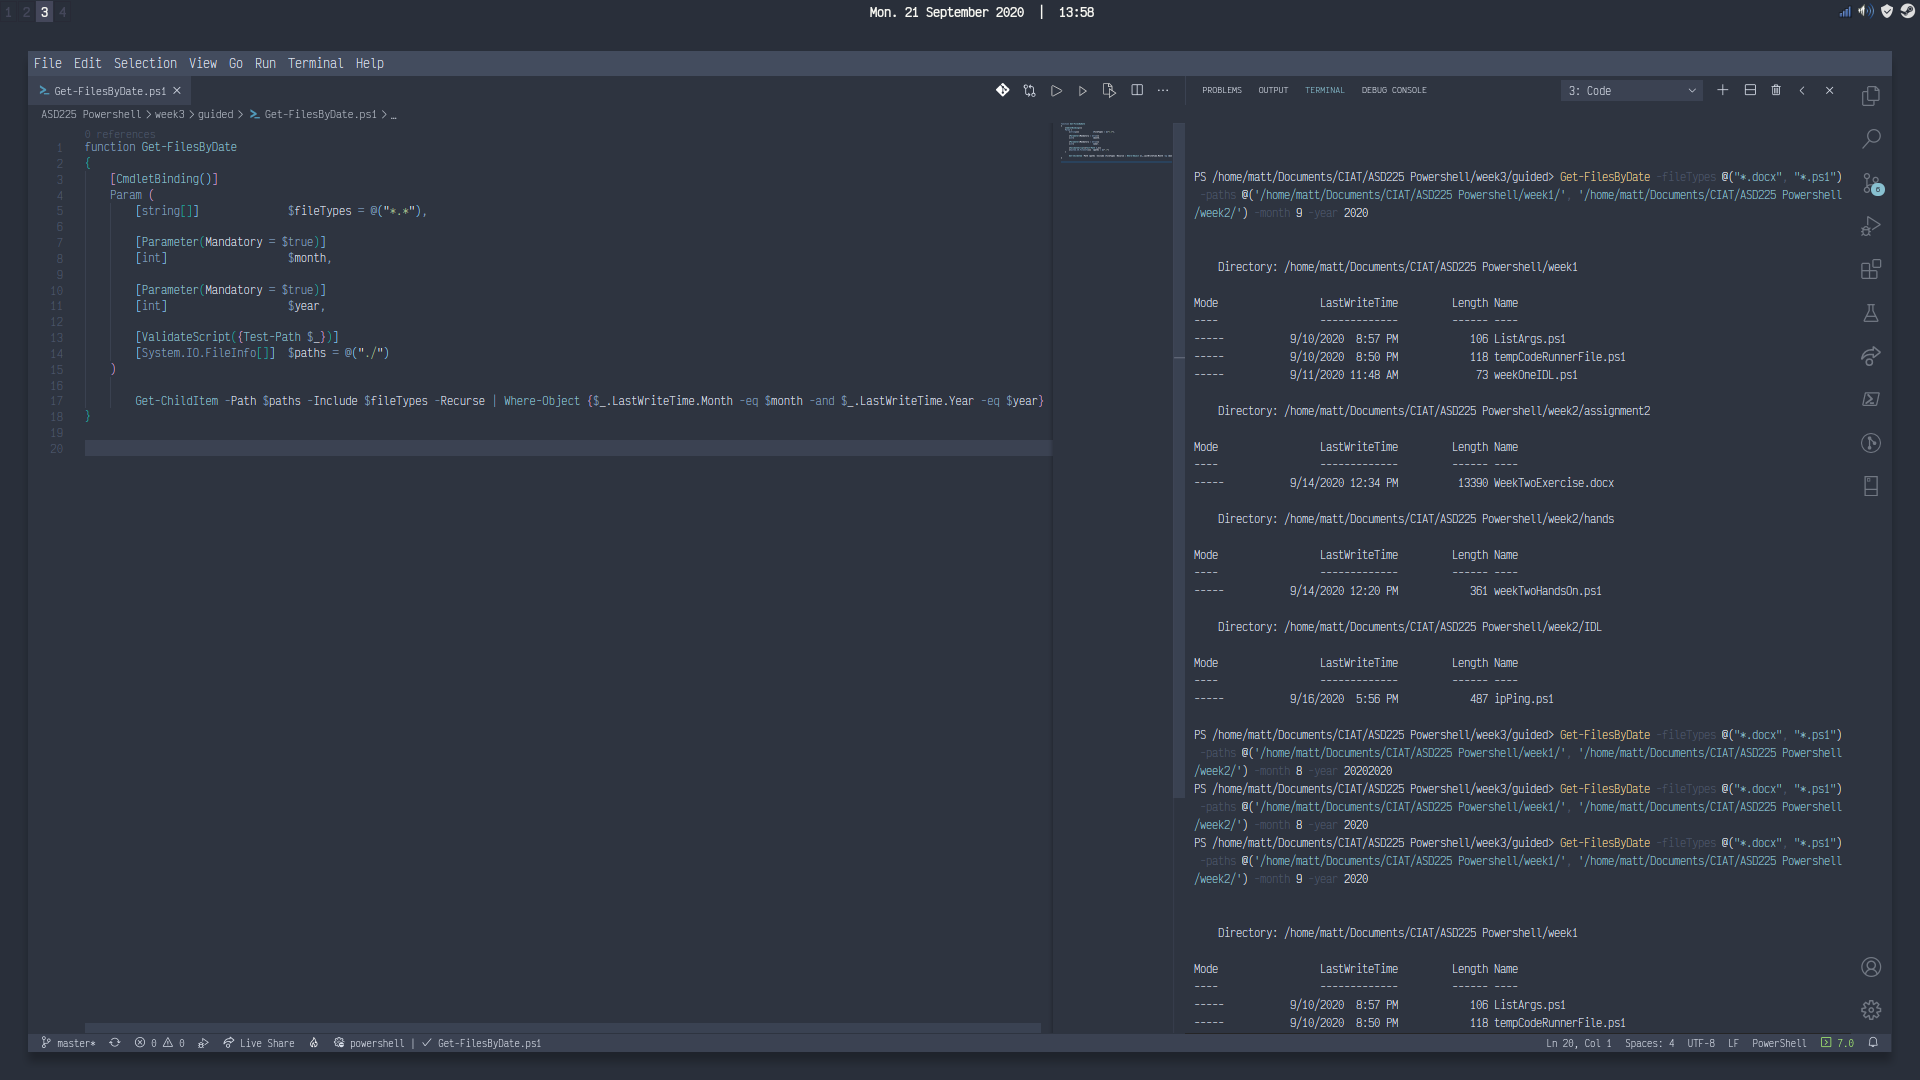 1 2 3 4
Mon. 21 September 2020 | 13:58
File Edit Selection View Go Run Terminal Help
Get-FilesByDate.ps1
ASD225 Powershell > week3 > guided > Get-FilesByDate.ps1 > …
0 references
1 function Get-FilesByDate
2 {
3 [CmdletBinding()]
4 Param (
5 [string[]] $fileTypes = @("*.*"),
6
7 [Parameter(Mandatory = $true)]
8 [int] $month,
9
10 [Parameter(Mandatory = $true)]
11 [int] $year,
12
13 [ValidateScript({Test-Path $_})]
14 [System.IO.FileInfo[]] $paths = @("./")
15 )
16
17 Get-ChildItem -Path $paths -Include $fileTypes -Recurse | Where-Object {$_.LastWriteTime.Month -eq $month -and $_.LastWriteTime.Year -eq $year}
18 }
19
20
PROBLEMS OUTPUT TERMINAL DEBUG CONSOLE
3: Code
PS /home/matt/Documents/CIAT/ASD225 Powershell/week3/guided> Get-FilesByDate -fileTypes @("*.docx", "*.ps1")
-paths @('/home/matt/Documents/CIAT/ASD225 Powershell/week1/', '/home/matt/Documents/CIAT/ASD225 Powershell
/week2/') -month 9 -year 2020
Directory: /home/matt/Documents/CIAT/ASD225 Powershell/week1
Mode LastWriteTime Length Name
---- ------------- ------ ----
----- 9/10/2020 8:57 PM 106 ListArgs.ps1
----- 9/10/2020 8:50 PM 118 tempCodeRunnerFile.ps1
----- 9/11/2020 11:48 AM 73 weekOneIDL.ps1
Directory: /home/matt/Documents/CIAT/ASD225 Powershell/week2/assignment2
Mode LastWriteTime Length Name
---- ------------- ------ ----
----- 9/14/2020 12:34 PM 13390 WeekTwoExercise.docx
Directory: /home/matt/Documents/CIAT/ASD225 Powershell/week2/hands
Mode LastWriteTime Length Name
---- ------------- ------ ----
----- 9/14/2020 12:20 PM 361 weekTwoHandsOn.ps1
Directory: /home/matt/Documents/CIAT/ASD225 Powershell/week2/IDL
Mode LastWriteTime Length Name
---- ------------- ------ ----
----- 9/16/2020 5:56 PM 487 ipPing.ps1
PS /home/matt/Documents/CIAT/ASD225 Powershell/week3/guided> Get-FilesByDate -fileTypes @("*.docx", "*.ps1")
-paths @('/home/matt/Documents/CIAT/ASD225 Powershell/week1/', '/home/matt/Documents/CIAT/ASD225 Powershell
/week2/') -month 8 -year 20202020
PS /home/matt/Documents/CIAT/ASD225 Powershell/week3/guided> Get-FilesByDate -fileTypes @("*.docx", "*.ps1")
-paths @('/home/matt/Documents/CIAT/ASD225 Powershell/week1/', '/home/matt/Documents/CIAT/ASD225 Powershell
/week2/') -month 8 -year 2020
PS /home/matt/Documents/CIAT/ASD225 Powershell/week3/guided> Get-FilesByDate -fileTypes @("*.docx", "*.ps1")
-paths @('/home/matt/Documents/CIAT/ASD225 Powershell/week1/', '/home/matt/Documents/CIAT/ASD225 Powershell
/week2/') -month 9 -year 2020
Directory: /home/matt/Documents/CIAT/ASD225 Powershell/week1
Mode LastWriteTime Length Name
---- ------------- ------ ----
----- 9/10/2020 8:57 PM 106 ListArgs.ps1
----- 9/10/2020 8:50 PM 118 tempCodeRunnerFile.ps1
6
master* 0 0 Live Share powershell | Get-FilesByDate.ps1
Ln 20, Col 1 Spaces: 4 UTF-8 LF PowerShell 7.0